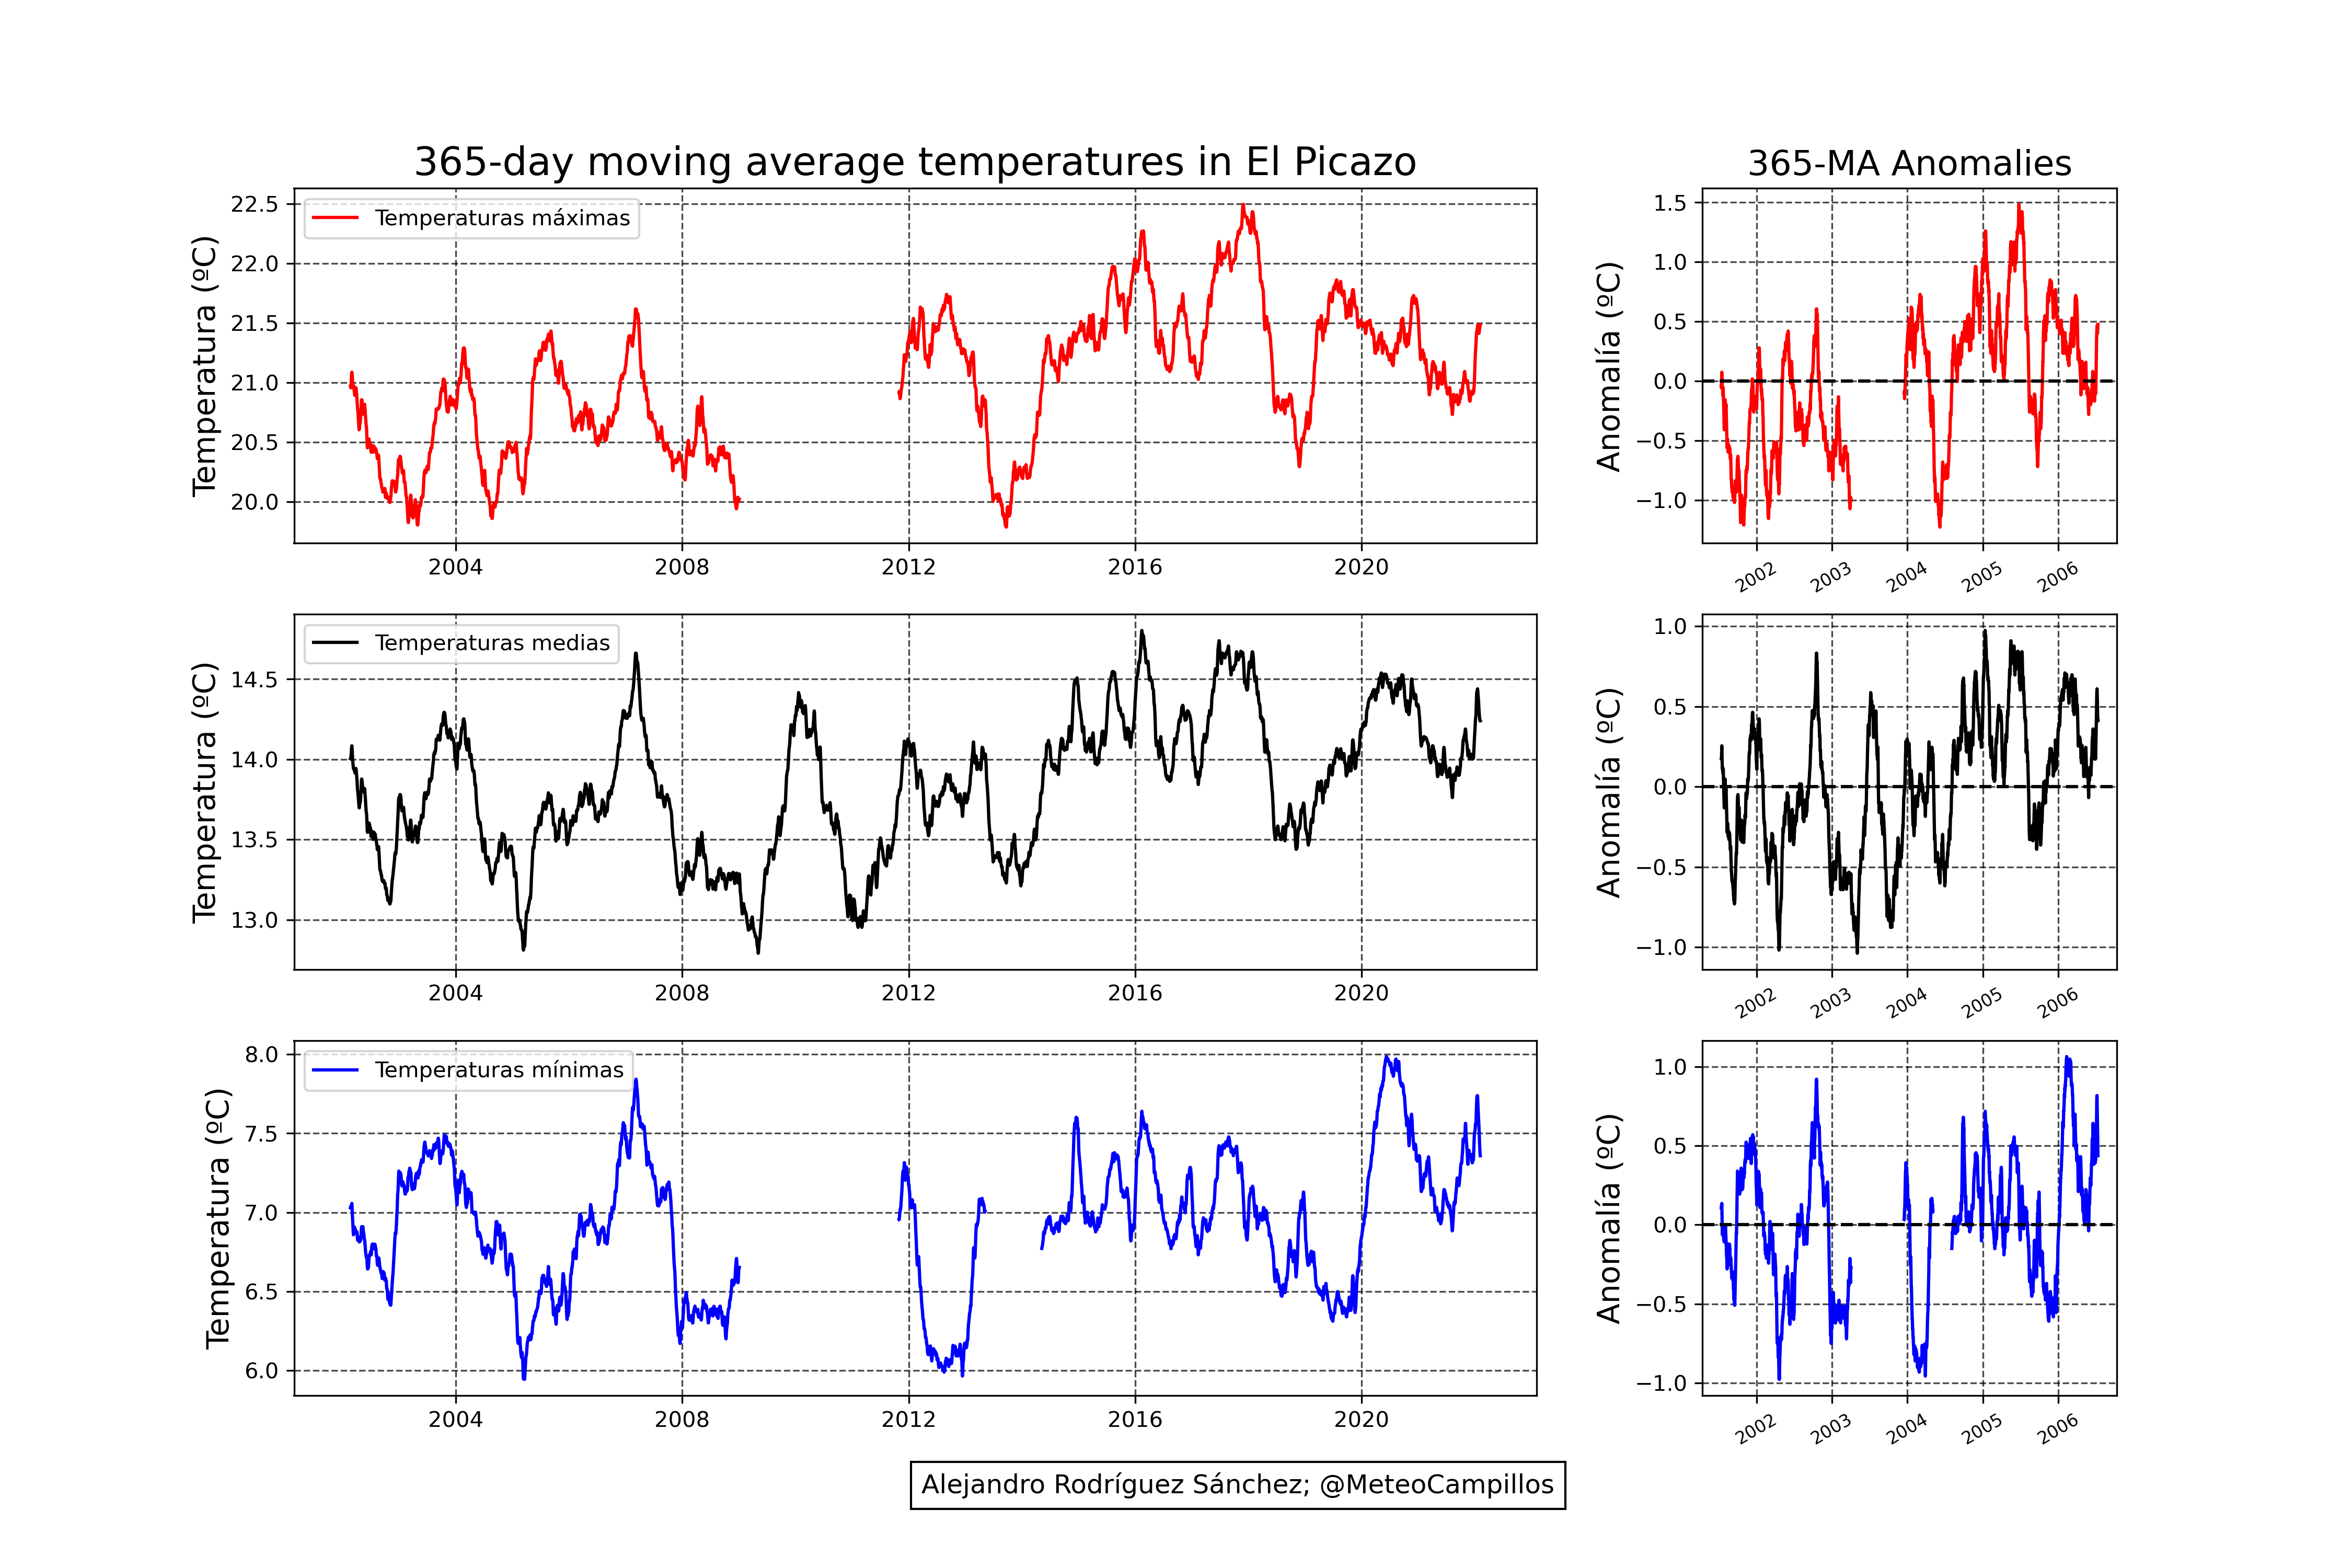 365-day moving average temperatures in El Picazo
365-MA Anomalies
Temperatura (ºC)
22.5
22.0
21.5
21.0
20.5
20.0
Temperaturas máximas
2004 2008 2012 2016 2020
Anomalía (ºC)
1.5
1.0
0.5
0.0
−0.5
−1.0
2002 2003 2004 2005 2006
Temperatura (ºC)
14.5
14.0
13.5
13.0
Temperaturas medias
2004 2008 2012 2016 2020
Anomalía (ºC)
1.0
0.5
0.0
−0.5
−1.0
2002 2003 2004 2005 2006
Temperatura (ºC)
8.0
7.5
7.0
6.5
6.0
Temperaturas mínimas
2004 2008 2012 2016 2020
Anomalía (ºC)
1.0
0.5
0.0
−0.5
−1.0
2002 2003 2004 2005 2006
Alejandro Rodríguez Sánchez; @MeteoCampillos